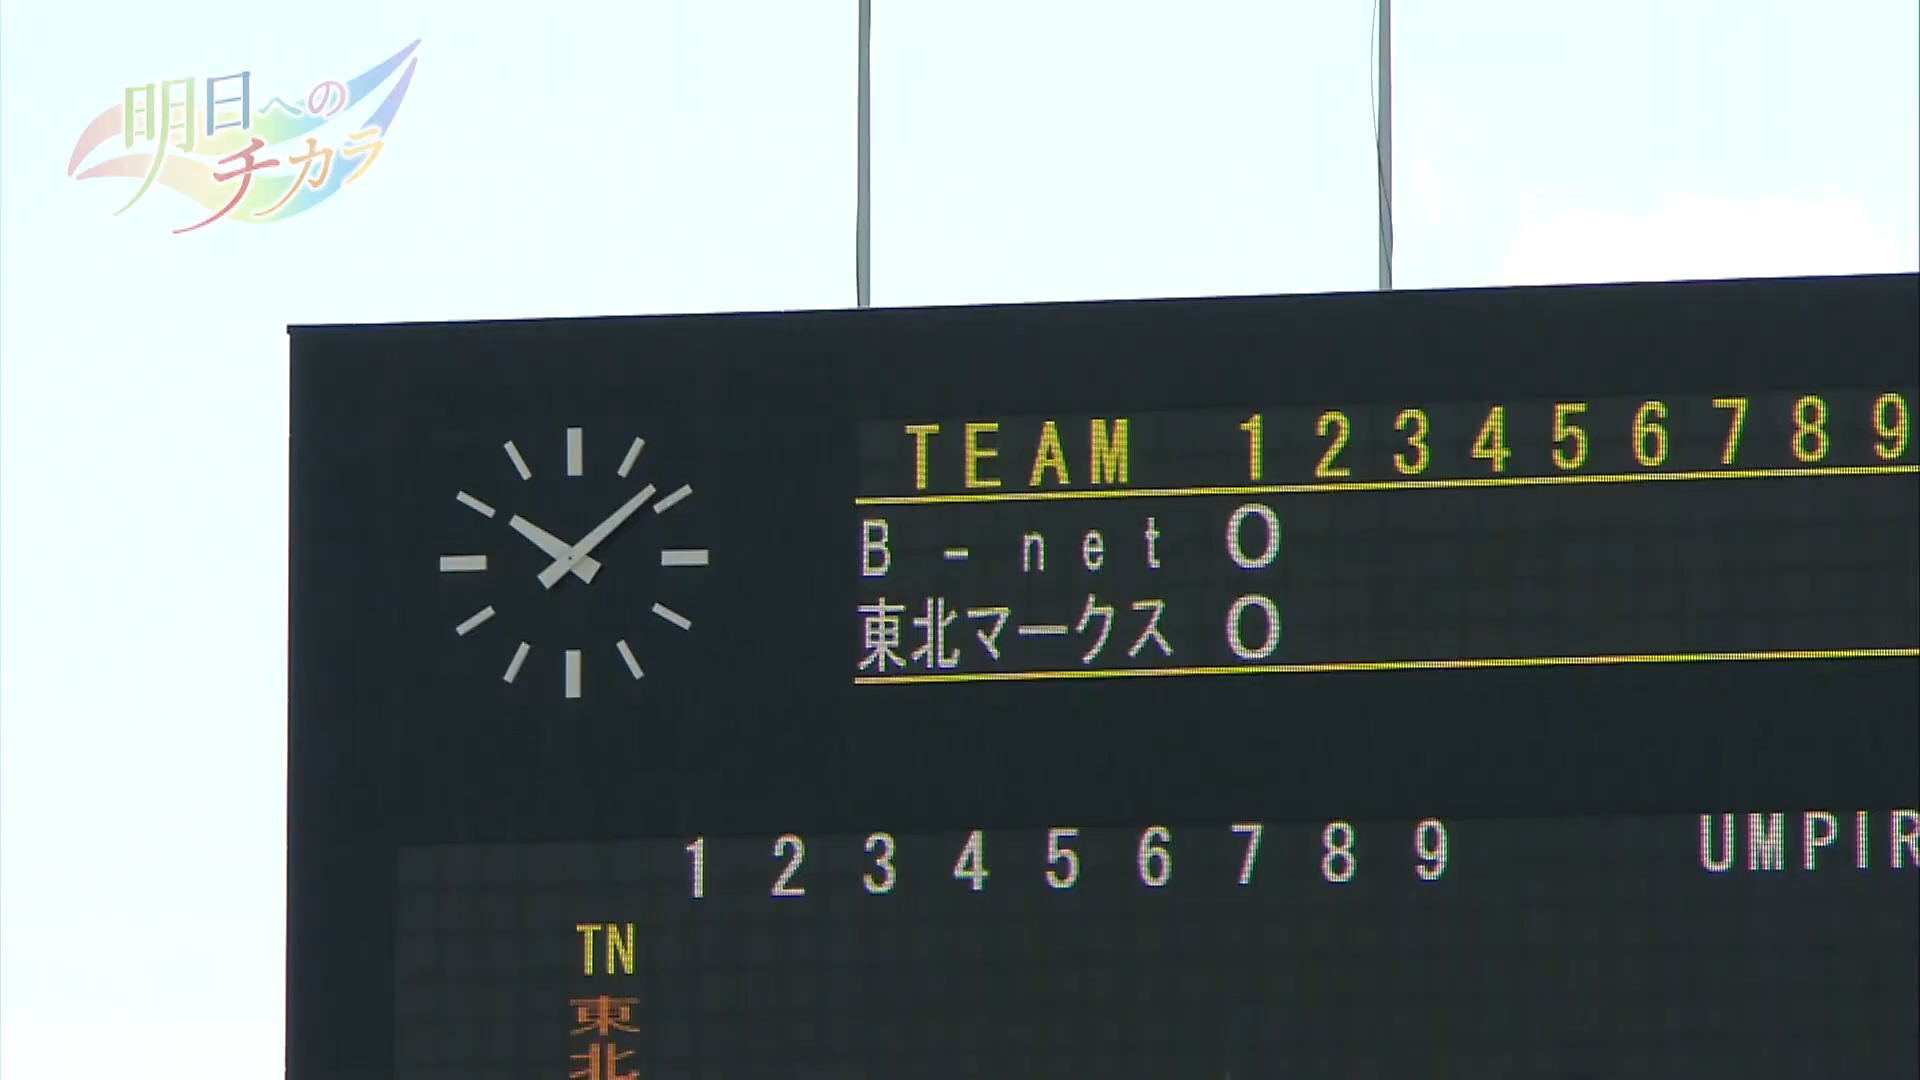 明日への
チカラ
TEAM 1 2 3 4 5 6 7 8 9
B-net 0
東北マークス 0
1 2 3 4 5 6 7 8 9
UMPIR
TN
東北